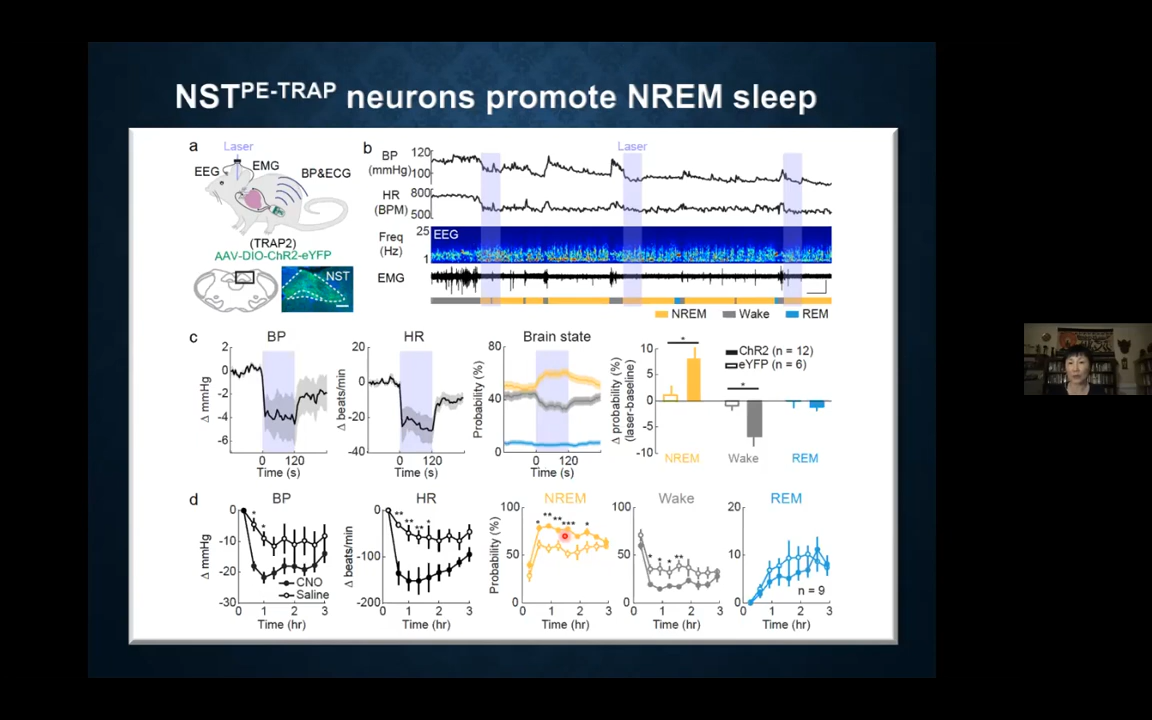 NSTPE-TRAP neurons promote NREM sleep
a
Laser
EEG
EMG
BP&ECG
(TRAP2)
AAV-DIO-ChR2-eYFP
NST
b
Laser
BP
(mmHg)
120
100
HR
(BPM)
800
500
Freq
(Hz)
25
1
EEG
EMG
NREM
Wake
REM
c
BP
Δ mmHg
2
0
-2
-4
-6
0
120
Time (s)
HR
Δ beats/min
20
0
-20
-40
0
120
Time (s)
Brain state
Probability (%)
80
40
0
0
120
Time (s)
Δ probability (%)
(laser-baseline)
10
5
0
-5
-10
*
*
ChR2 (n = 12)
eYFP (n = 6)
NREM
Wake
REM
d
BP
Δ mmHg
0
-10
-20
-30
*
*
CNO
Saline
0 1 2 3
Time (hr)
HR
Δ beats/min
0
-100
-200
** ** ** *
0 1 2 3
Time (hr)
NREM
Probability (%)
100
50
0
* ** ** *** *
0 1 2 3
Time (hr)
Wake
100
50
0
* * * **
0 1 2 3
Time (hr)
REM
20
10
0
n = 9
0 1 2 3
Time (hr)